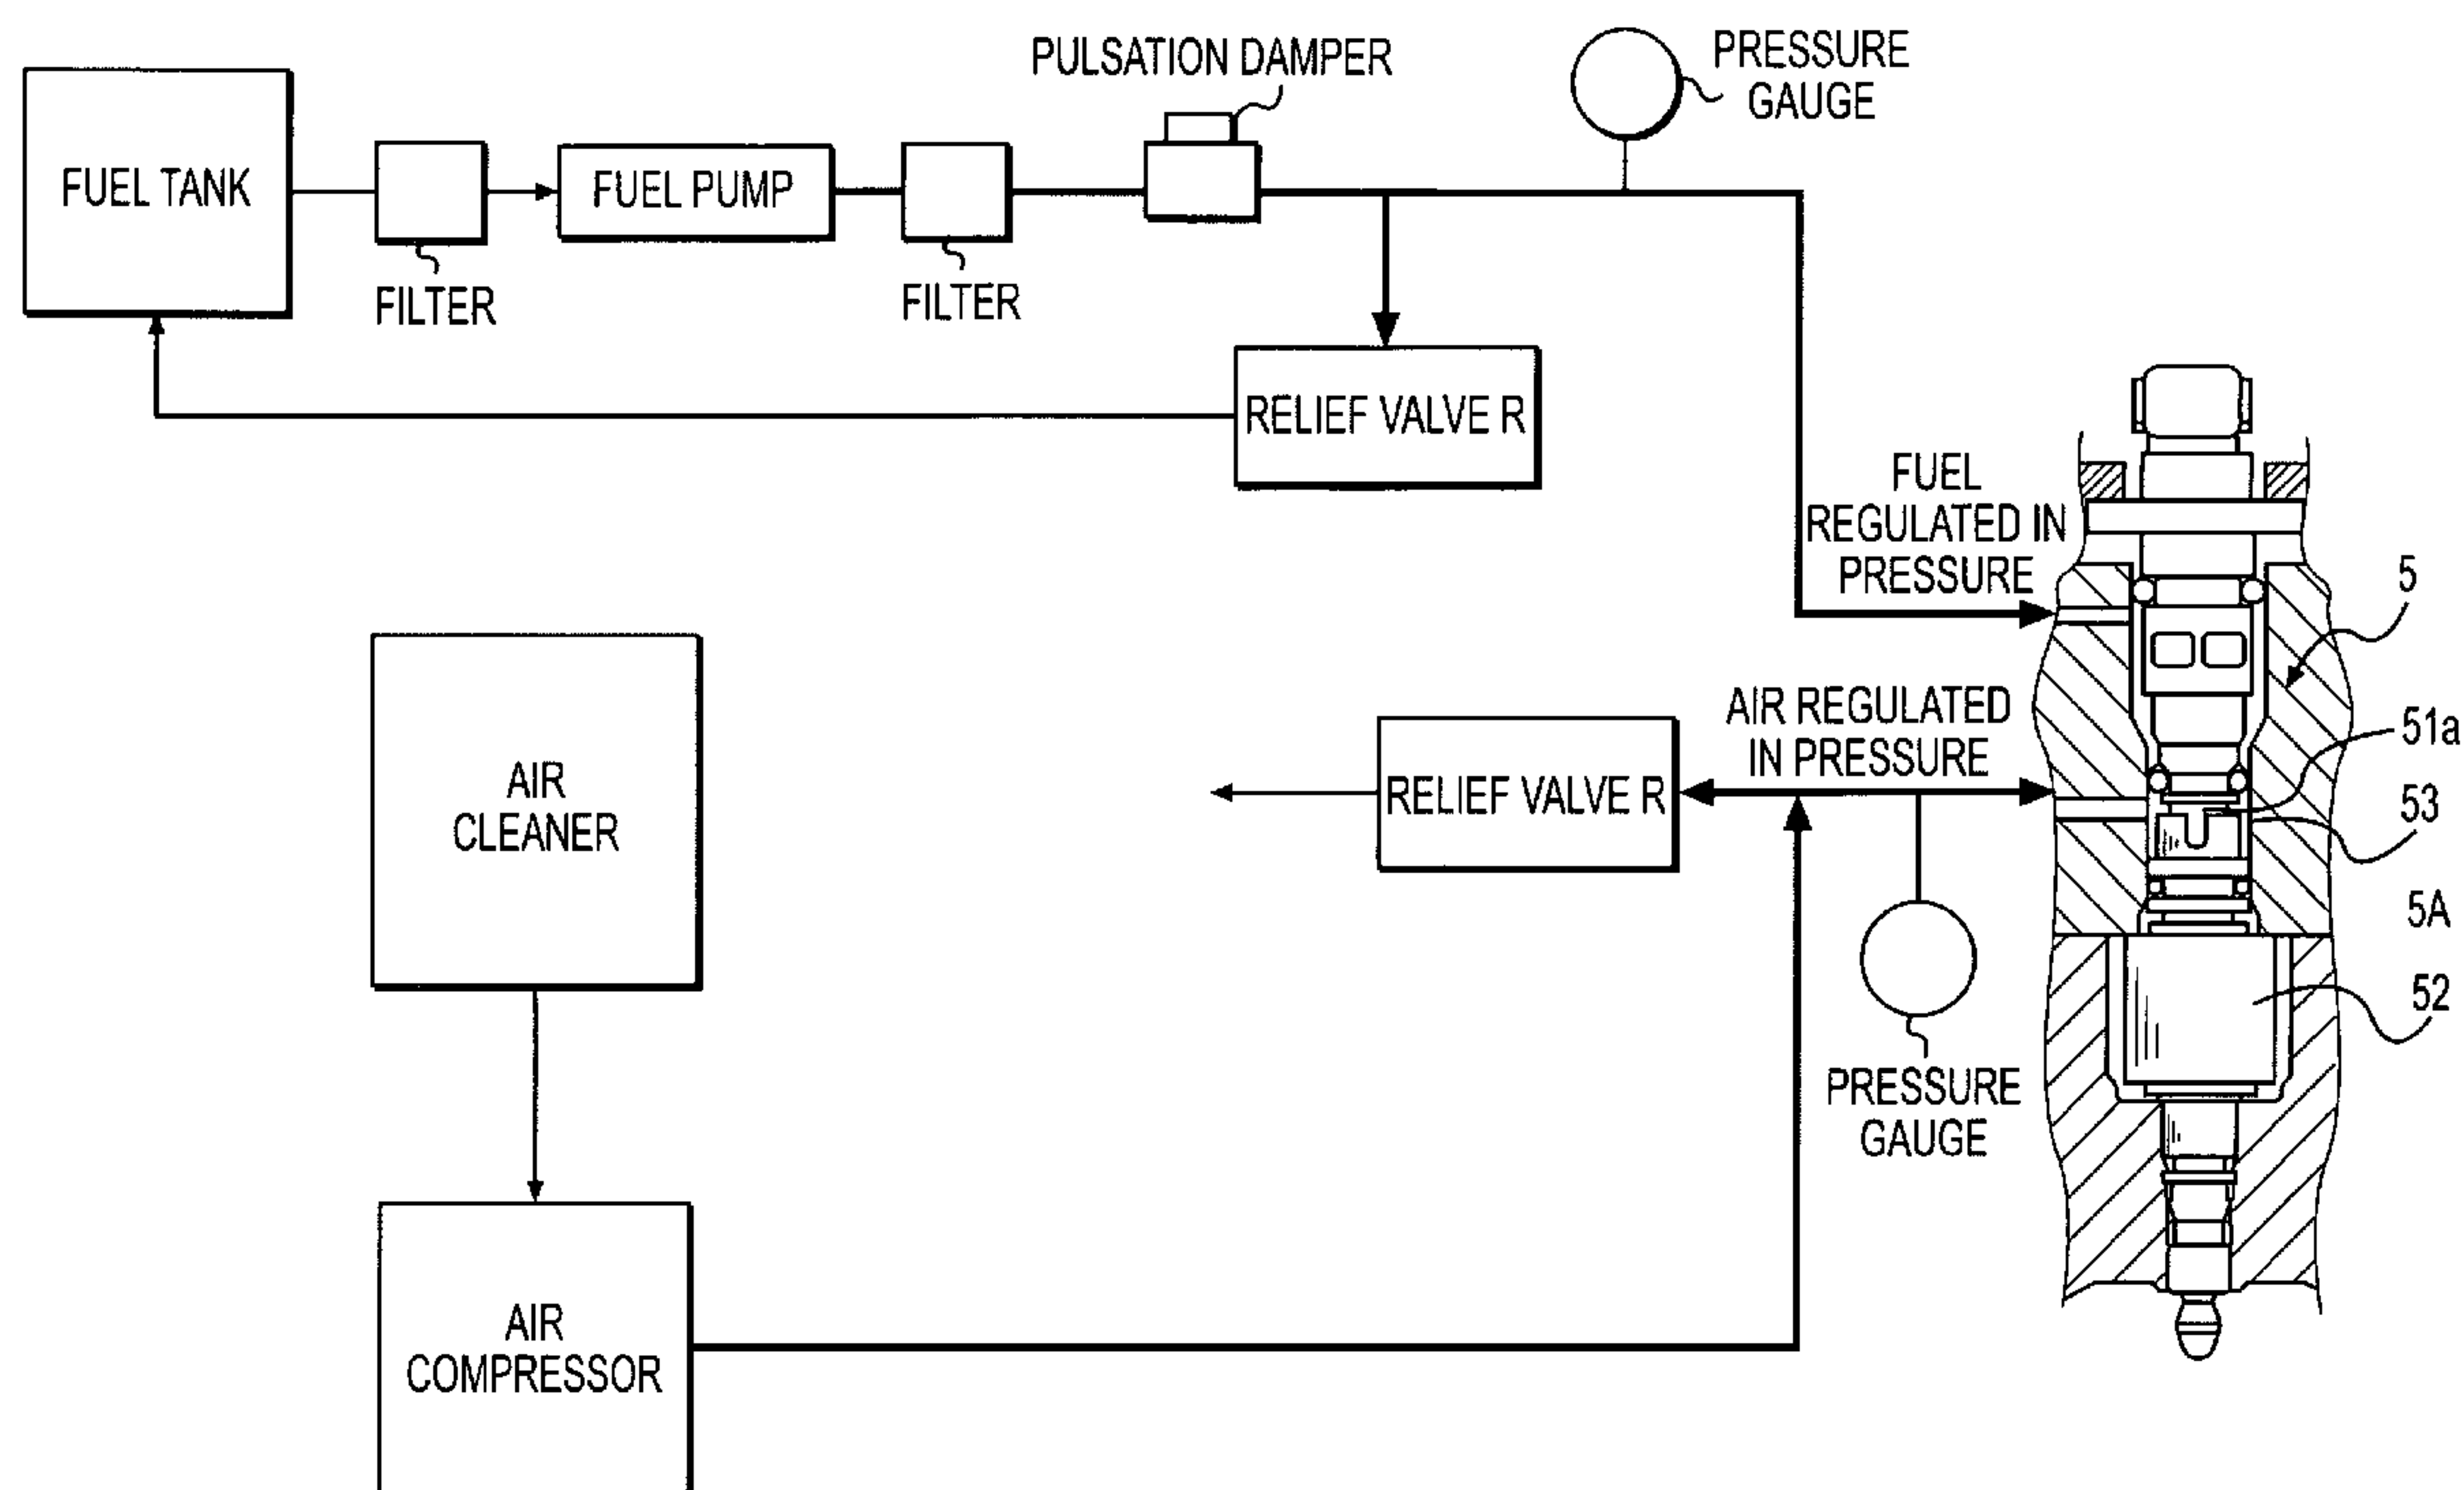 PULSATION DAMPER
PRESSURE
GAUGE
FUEL TANK
FUEL PUMP
FILTER
FILTER
RELIEF VALVE R
FUEL
REGULATED IN
PRESSURE
5
AIR
CLEANER
RELIEF VALVE R
AIR REGULATED
IN PRESSURE
51a
53
5A
52
PRESSURE
GAUGE
AIR
COMPRESSOR